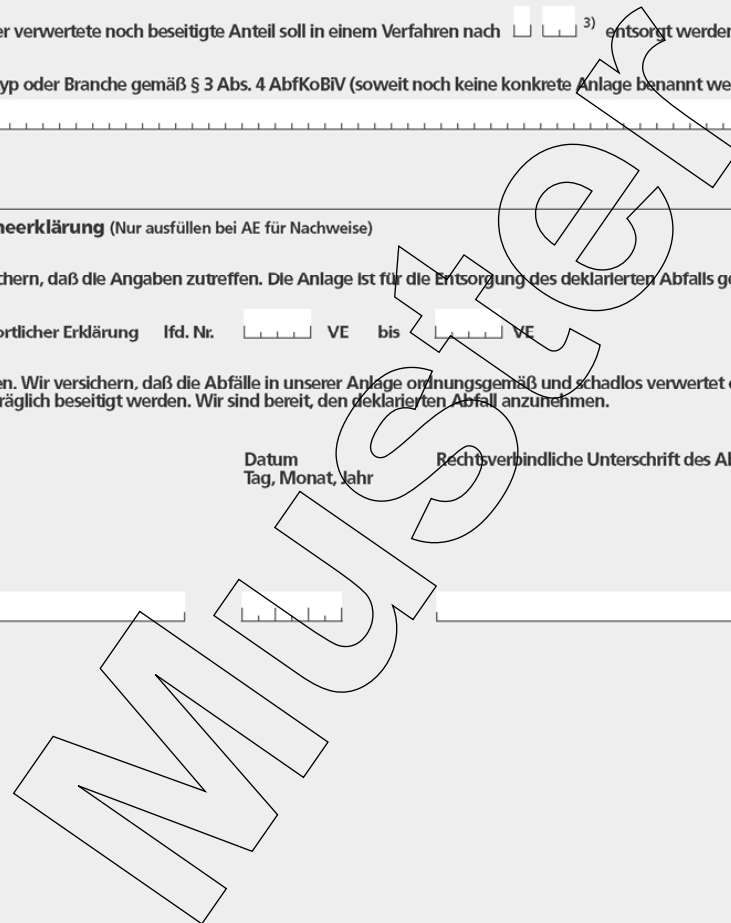 er verwertete noch beseitigte Anteil soll in einem Verfahren nach 3) entsorgt werden
yp oder Branche gemäß § 3 Abs. 4 AbfKoBiV (soweit noch keine konkrete Anlage benannt we
neerklärung (Nur ausfüllen bei AE für Nachweise)
chern, daß die Angaben zutreffen. Die Anlage ist für die Entsorgung des deklarierten Abfalls ge
ortlicher Erklärung lfd. Nr. VE bis VE
en. Wir versichern, daß die Abfälle in unserer Anlage ordnungsgemäß und schadlos verwertet
räglich beseitigt werden. Wir sind bereit, den deklarierten Abfall anzunehmen.
Datum Rechtsverbindliche Unterschrift des Ab
Tag, Monat, Jahr
Muster